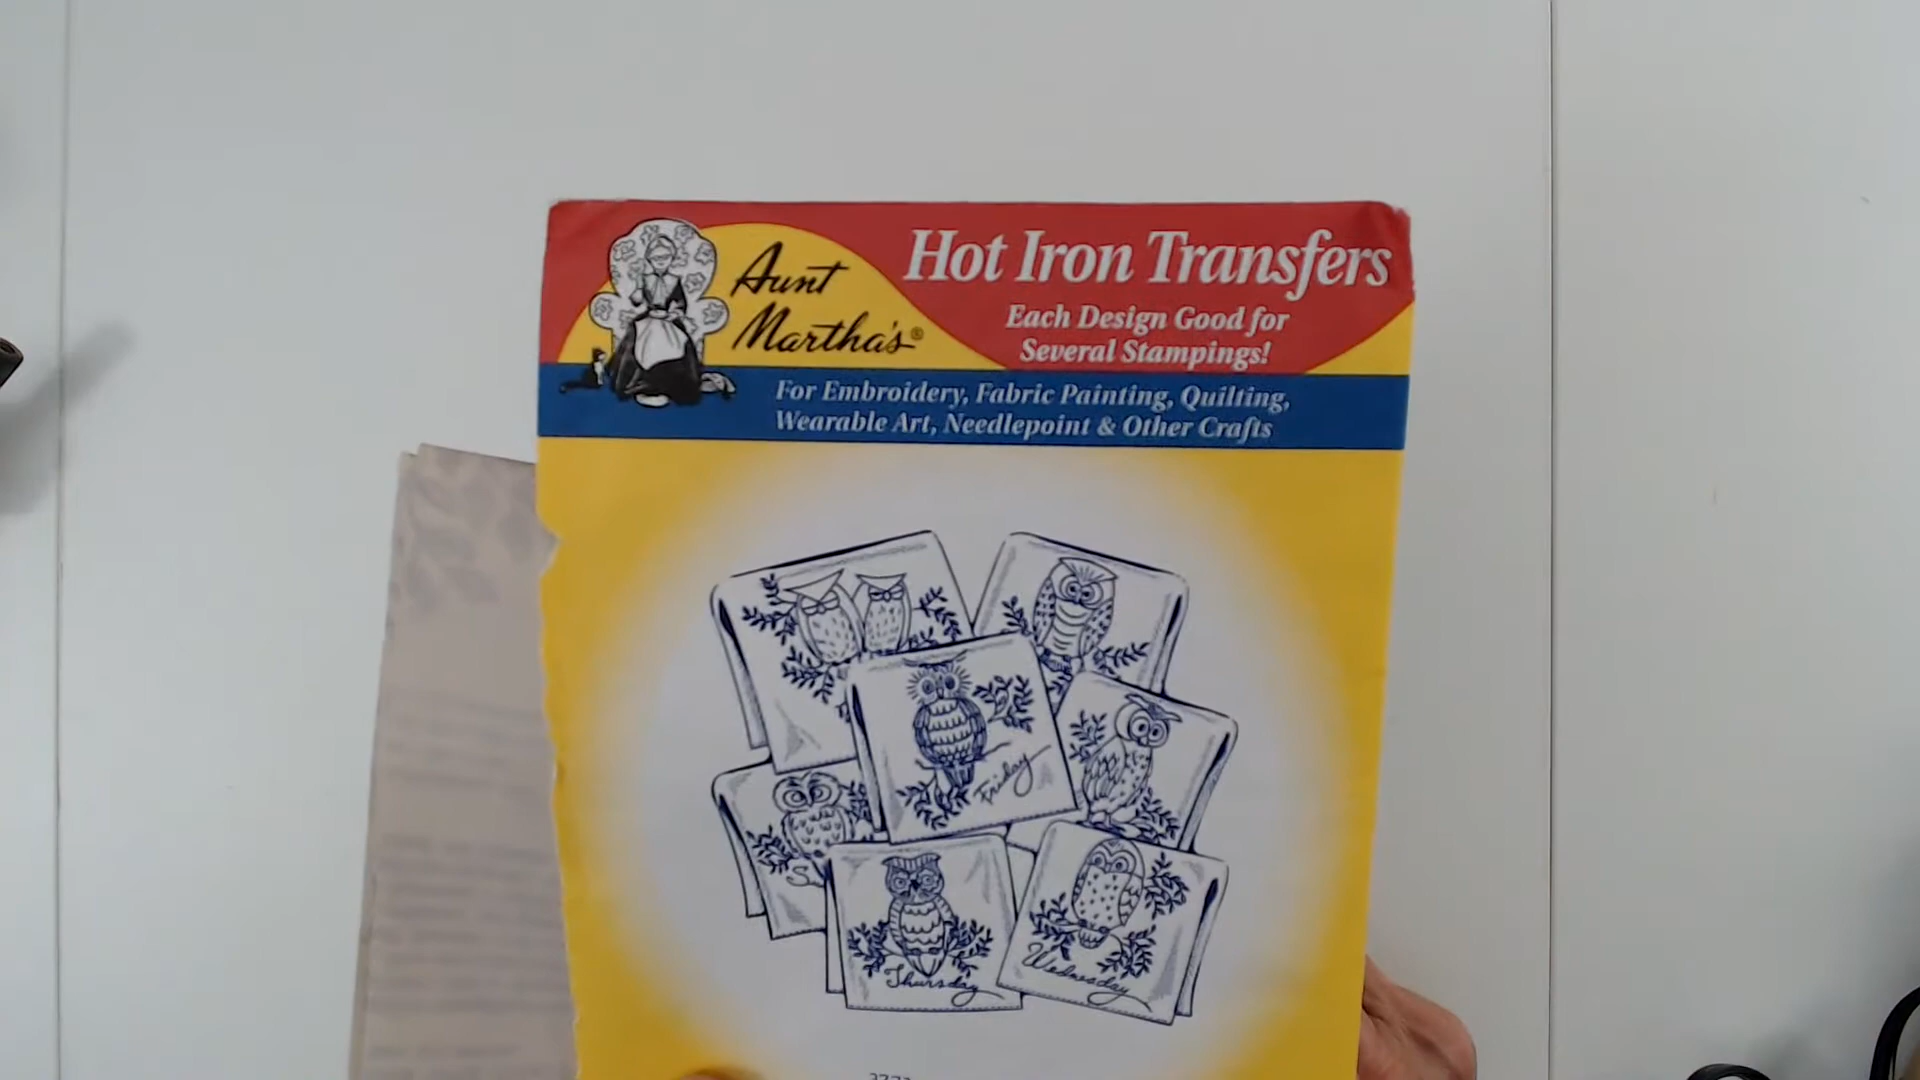 Aunt
Martha's®
Hot Iron Transfers
Each Design Good for
Several Stampings!
For Embroidery, Fabric Painting, Quilting,
Wearable Art, Needlepoint & Other Crafts
Friday
Thursday
Wednesday